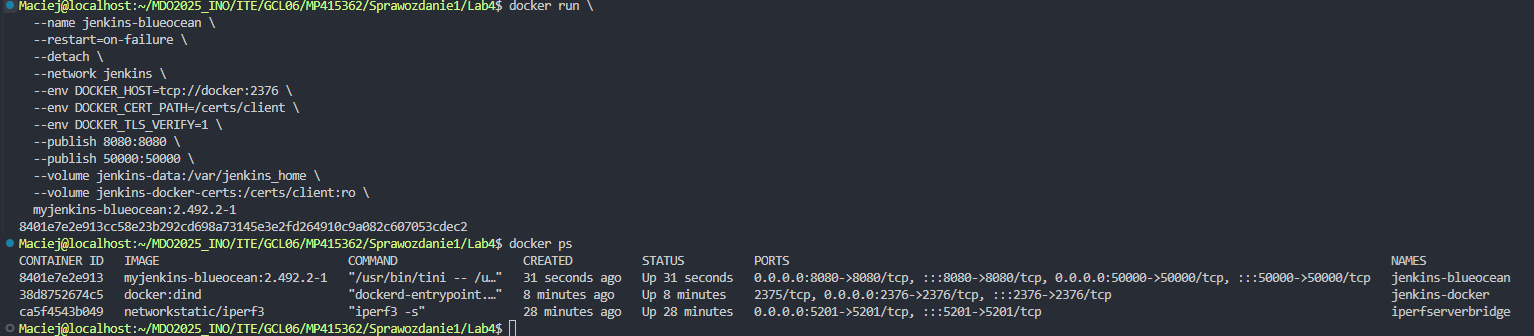 Maciej@localhost:~/MDO2025_INO/ITE/GCL06/MP415362/Sprawozdanie1/Lab4$ docker run \
--name jenkins-blueocean \
--restart=on-failure \
--detach \
--network jenkins \
--env DOCKER_HOST=tcp://docker:2376 \
--env DOCKER_CERT_PATH=/certs/client \
--env DOCKER_TLS_VERIFY=1 \
--publish 8080:8080 \
--publish 50000:50000 \
--volume jenkins-data:/var/jenkins_home \
--volume jenkins-docker-certs:/certs/client:ro \
myjenkins-blueocean:2.492.2-1
8401e7e2e913cc58e23b292cd698a73145e3e2fd264910c9a082c607053cdec2
Maciej@localhost:~/MDO2025_INO/ITE/GCL06/MP415362/Sprawozdanie1/Lab4$ docker ps
CONTAINER ID IMAGE COMMAND CREATED STATUS PORTS NAMES
8401e7e2e913 myjenkins-blueocean:2.492.2-1 "/usr/bin/tini -- /u…" 31 seconds ago Up 31 seconds 0.0.0.0:8080->8080/tcp, :::8080->8080/tcp, 0.0.0.0:50000->50000/tcp, :::50000->50000/tcp jenkins-blueocean
38d8752674c5 docker:dind "dockerd-entrypoint.…" 8 minutes ago Up 8 minutes 2375/tcp, 0.0.0.0:2376->2376/tcp, :::2376->2376/tcp jenkins-docker
ca5f4543b049 networkstatic/iperf3 "iperf3 -s" 28 minutes ago Up 28 minutes 0.0.0.0:5201->5201/tcp, :::5201->5201/tcp iperfserverbridge
Maciej@localhost:~/MDO2025_INO/ITE/GCL06/MP415362/Sprawozdanie1/Lab4$